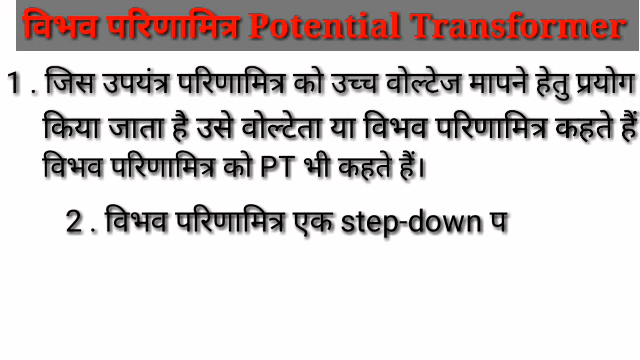 विभव परिणामित्र Potential Transformer
1 . जिस उपयंत्र परिणामित्र को उच्च वोल्टेज मापने हेतु प्रयोग
किया जाता है उसे वोल्टेता या विभव परिणामित्र कहते हैं
विभव परिणामित्र को PT भी कहते हैं।
2 . विभव परिणामित्र एक step-down प